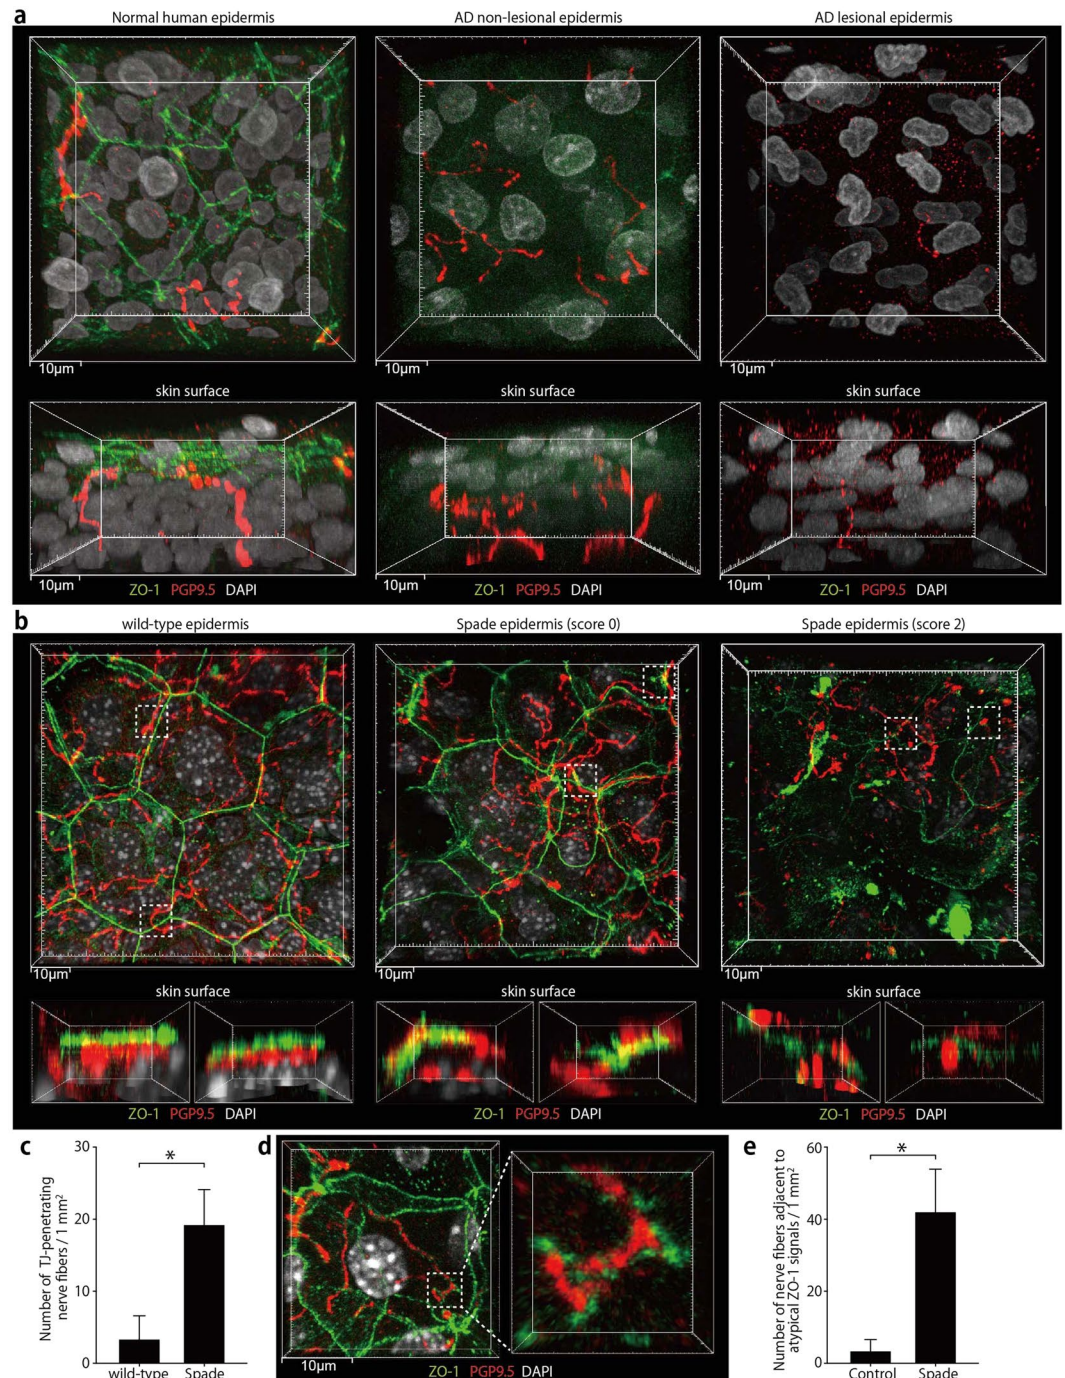 a
Normal human epidermis AD non-lesional epidermis AD lesional epidermis
10μm 10μm 10μm
skin surface skin surface skin surface
10μm 10μm 10μm
ZO-1 PGP9.5 DAPI ZO-1 PGP9.5 DAPI ZO-1 PGP9.5 DAPI
b
wild-type epidermis Spade epidermis (score 0) Spade epidermis (score 2)
10μm 10μm 10μm
skin surface skin surface skin surface
ZO-1 PGP9.5 DAPI ZO-1 PGP9.5 DAPI ZO-1 PGP9.5 DAPI
c
Number of TJ-penetrating
nerve fibers / 1 mm²
30
20
10
0
*
wild-type Spade
d
10μm
ZO-1 PGP9.5 DAPI
e
Number of nerve fibers adjacent to
atypical ZO-1 signals / 1 mm²
60
40
20
0
*
Control Spade